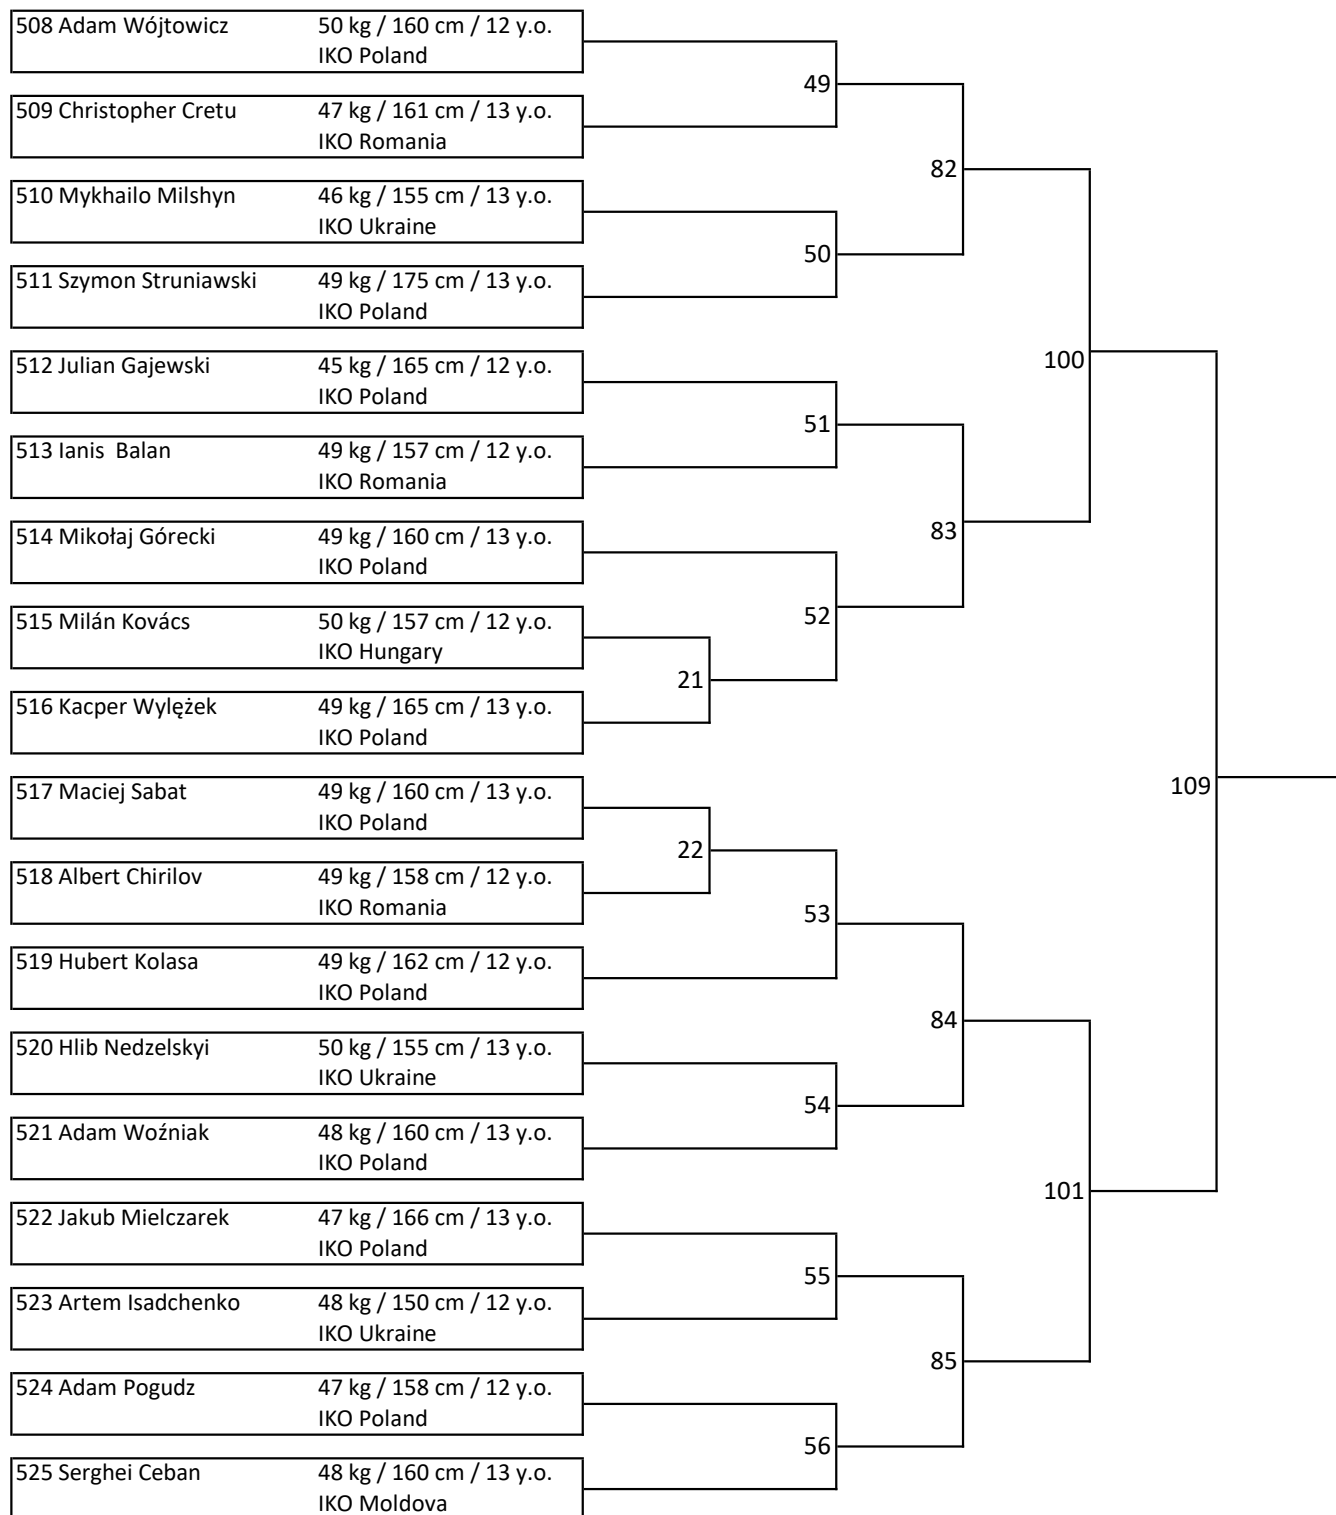 508 Adam Wójtowicz 50 kg / 160 cm / 12 y.o.
IKO Poland
49
509 Christopher Cretu 47 kg / 161 cm / 13 y.o.
IKO Romania
82
510 Mykhailo Milshyn 46 kg / 155 cm / 13 y.o.
IKO Ukraine
50
511 Szymon Struniawski 49 kg / 175 cm / 13 y.o.
IKO Poland
100
512 Julian Gajewski 45 kg / 165 cm / 12 y.o.
IKO Poland
51
513 Ianis  Balan 49 kg / 157 cm / 12 y.o.
IKO Romania
83
514 Mikołaj Górecki 49 kg / 160 cm / 13 y.o.
IKO Poland
52
515 Milán Kovács 50 kg / 157 cm / 12 y.o.
IKO Hungary
21
516 Kacper Wylężek 49 kg / 165 cm / 13 y.o.
IKO Poland
109
517 Maciej Sabat 49 kg / 160 cm / 13 y.o.
IKO Poland
22
518 Albert Chirilov 49 kg / 158 cm / 12 y.o.
IKO Romania
53
519 Hubert Kolasa 49 kg / 162 cm / 12 y.o.
IKO Poland
84
520 Hlib Nedzelskyi 50 kg / 155 cm / 13 y.o.
IKO Ukraine
54
521 Adam Woźniak 48 kg / 160 cm / 13 y.o.
IKO Poland
101
522 Jakub Mielczarek 47 kg / 166 cm / 13 y.o.
IKO Poland
55
523 Artem Isadchenko 48 kg / 150 cm / 12 y.o.
IKO Ukraine
85
524 Adam Pogudz 47 kg / 158 cm / 12 y.o.
IKO Poland
56
525 Serghei Ceban 48 kg / 160 cm / 13 y.o.
IKO Moldova